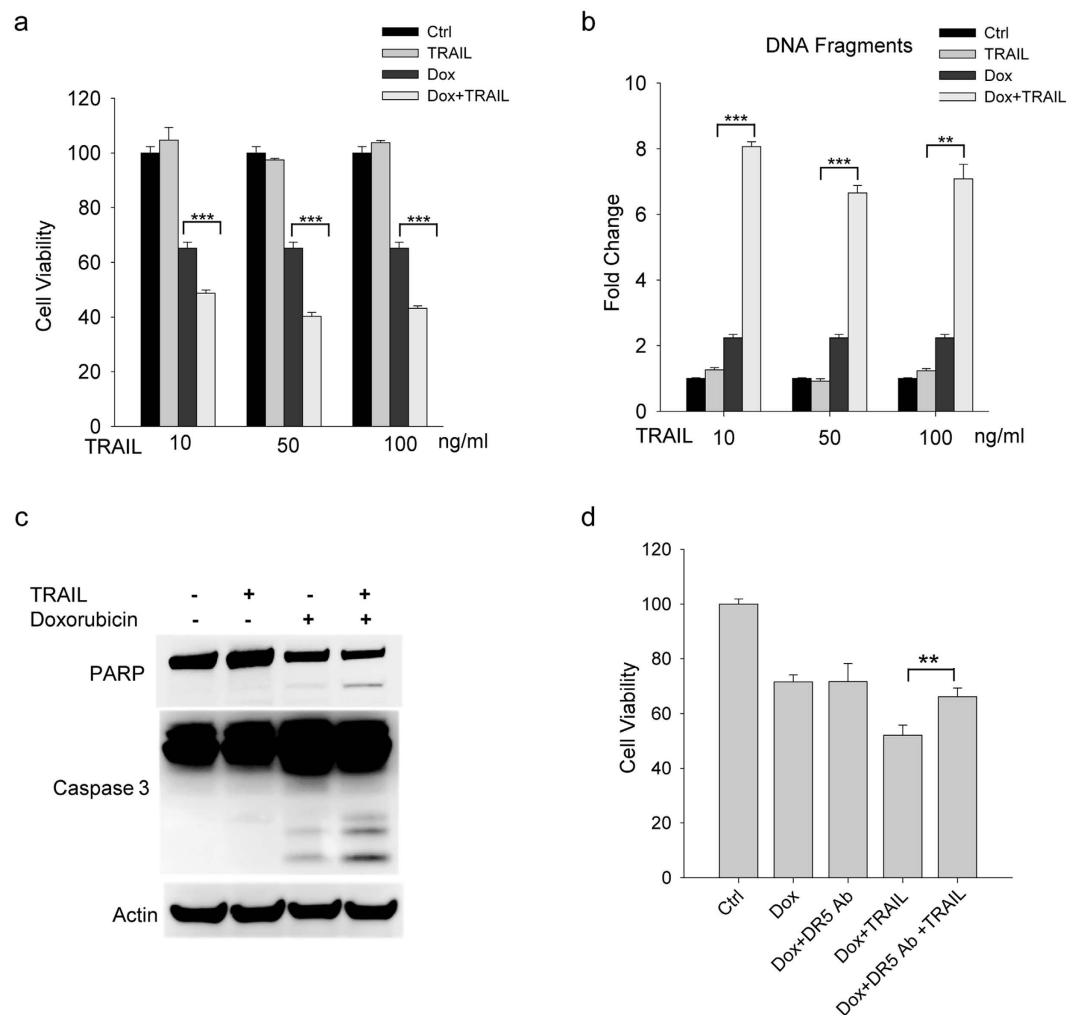 a
Ctrl
TRAIL
Dox
Dox+TRAIL
120
100
80
60
40
20
0
Cell Viability
*** *** ***
TRAIL 10 50 100 ng/ml
b
DNA Fragments
Ctrl
TRAIL
Dox
Dox+TRAIL
10
8
6
4
2
0
Fold Change
*** *** **
TRAIL 10 50 100 ng/ml
c
TRAIL - + - +
Doxorubicin - - + +
PARP
Caspase 3
Actin
d
120
100
80
60
40
20
0
Cell Viability
**
Ctrl
Dox
Dox+DR5 Ab
Dox+TRAIL
Dox+DR5 Ab +TRAIL